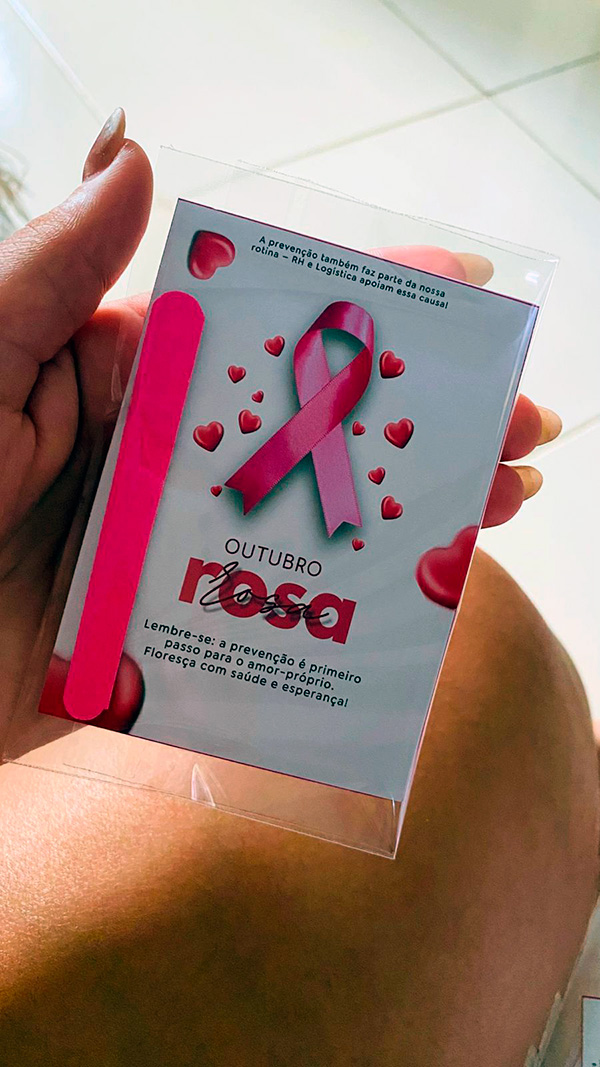 A prevenção também faz parte da nossa
rotina – RH e Logística apoiam essa causa!
OUTUBRO
rosa
Rosa
Lembre-se: a prevenção é primeiro
passo para o amor-próprio.
Floresça com saúde e esperança!